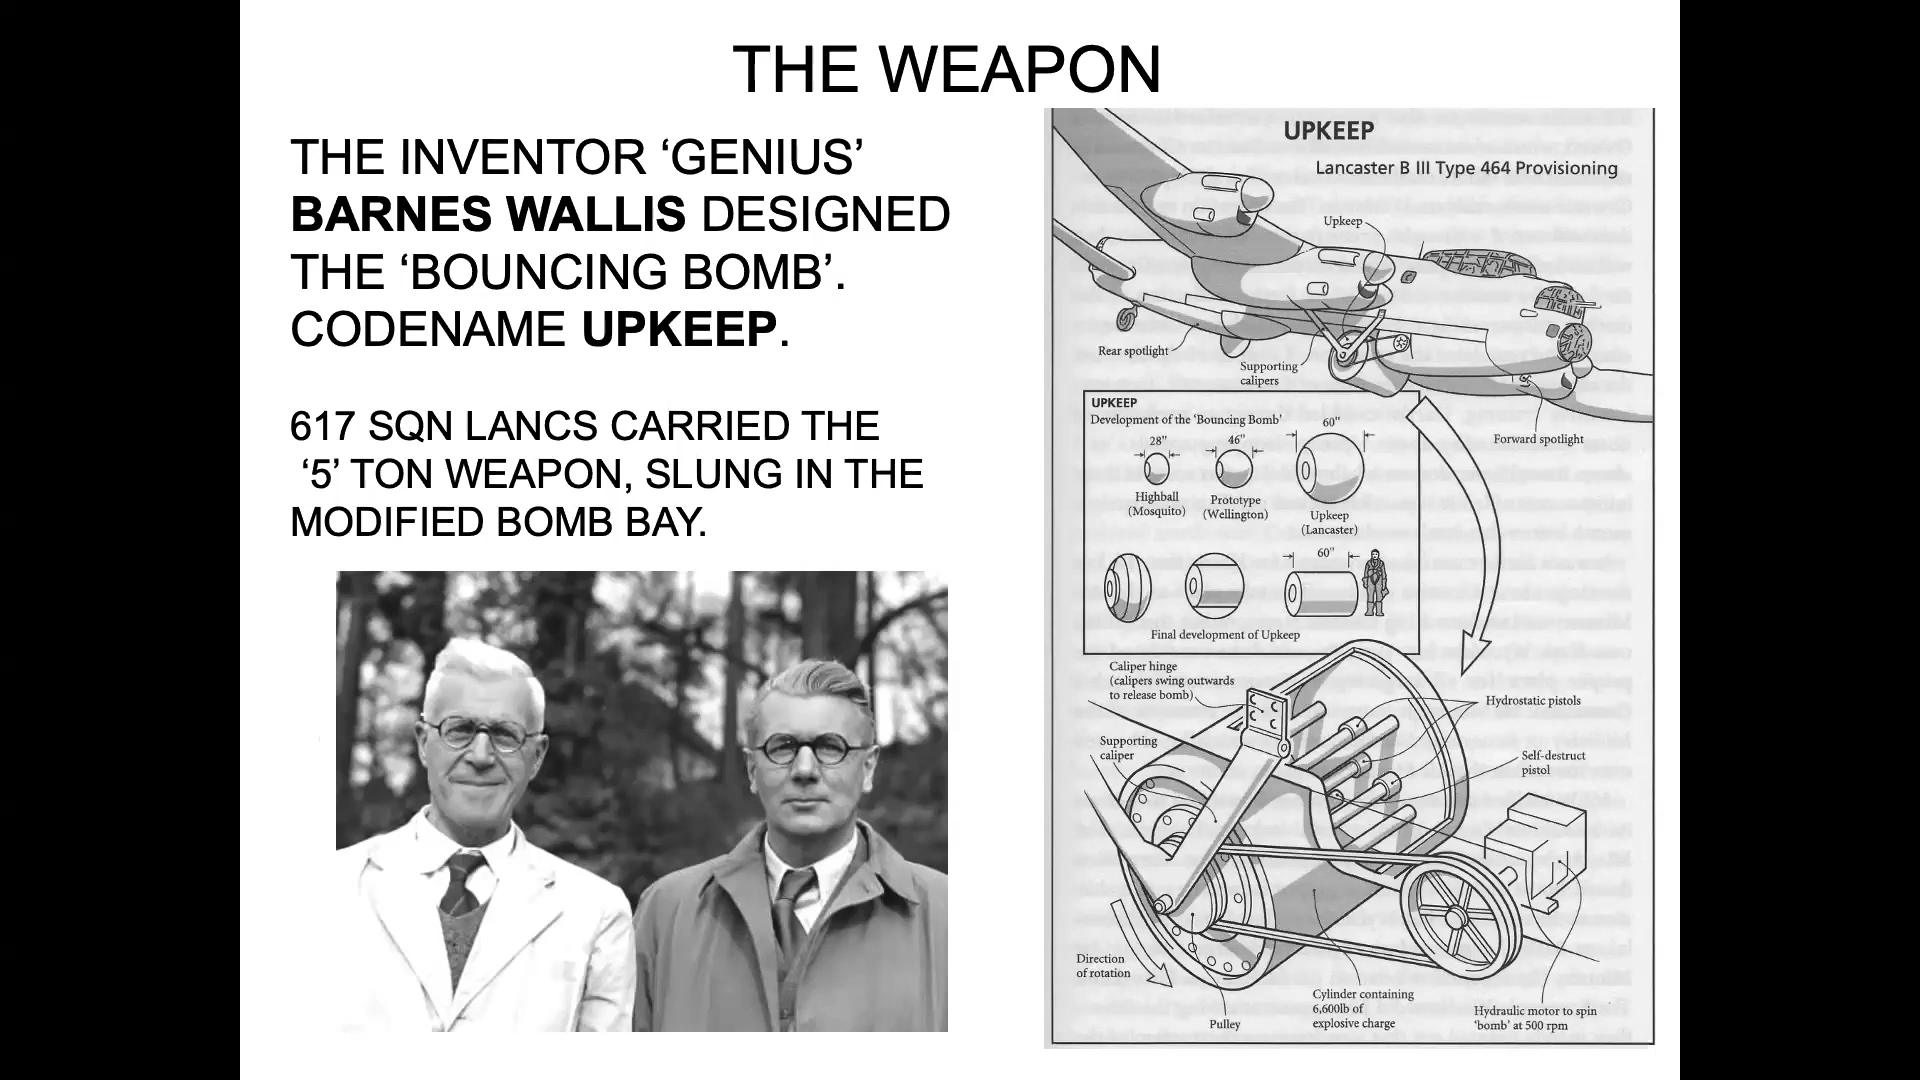 THE WEAPON
THE INVENTOR ‘GENIUS’
BARNES WALLIS DESIGNED
THE ‘BOUNCING BOMB’.
CODENAME UPKEEP.
617 SQN LANCS CARRIED THE
‘5’ TON WEAPON, SLUNG IN THE
MODIFIED BOMB BAY.
UPKEEP
Lancaster B III Type 464 Provisioning
Upkeep
Rear spotlight
Supporting
calipers
Forward spotlight
UPKEEP
Development of the ‘Bouncing Bomb’
28"
46"
60"
Highball
(Mosquito)
Prototype
(Wellington)
Upkeep
(Lancaster)
60"
Final development of Upkeep
Caliper hinge
(calipers swing outwards
to release bomb)
Hydrostatic pistols
Supporting
caliper
Self-destruct
pistol
Direction
of rotation
Pulley
Cylinder containing
6,600lb of
explosive charge
Hydraulic motor to spin
‘bomb’ at 500 rpm